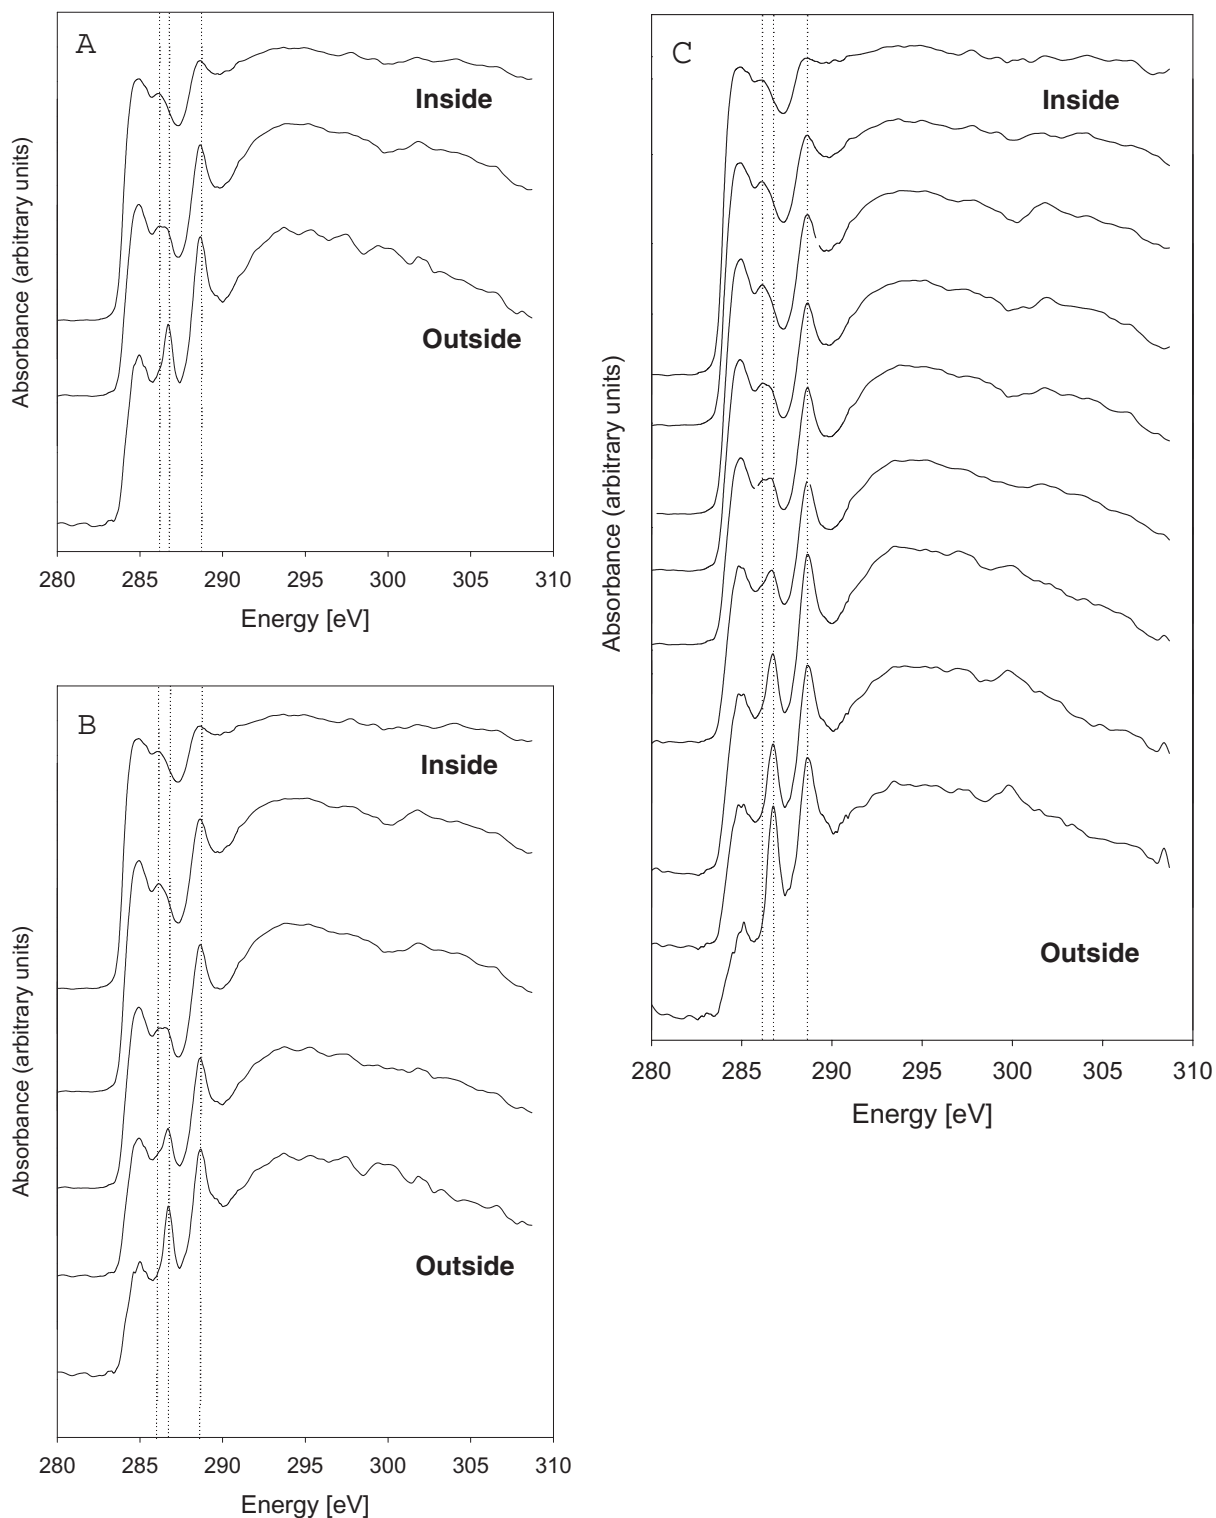 A
Inside
Outside
Absorbance (arbitrary units)
280 285 290 295 300 305 310
Energy [eV]
B
Inside
Outside
Absorbance (arbitrary units)
280 285 290 295 300 305 310
Energy [eV]
C
Inside
Outside
Absorbance (arbitrary units)
280 285 290 295 300 305 310
Energy [eV]